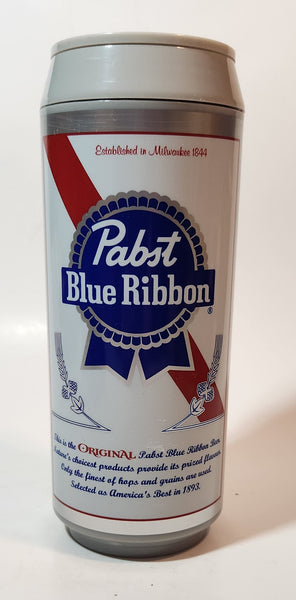 Established in Milwaukee 1844
Pabst
Blue Ribbon®
This is the ORIGINAL Pabst Blue Ribbon Beer.
Nature's choicest products provide its prized flavor.
Only the finest of hops and grains are used.
Selected as America's Best in 1893.